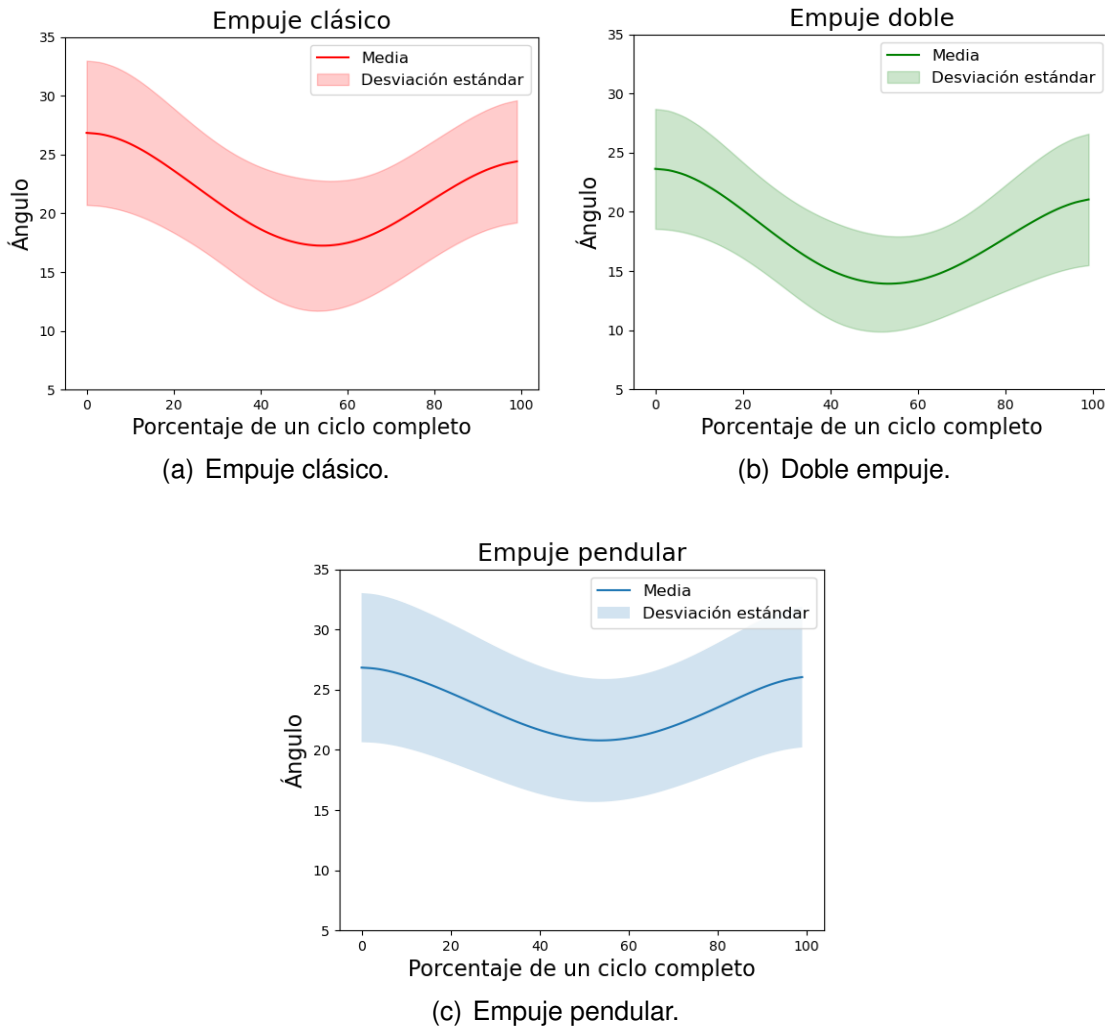 Empuje clásico
35
30
25
20
15
10
5
Ángulo
Media
Desviación estándar
0
20
40
60
80
100
Porcentaje de un ciclo completo
(a) Empuje clásico.
Empuje doble
35
30
25
20
15
10
5
Ángulo
Media
Desviación estándar
0
20
40
60
80
100
Porcentaje de un ciclo completo
(b) Doble empuje.
Empuje pendular
35
30
25
20
15
10
5
Ángulo
Media
Desviación estándar
0
20
40
60
80
100
Porcentaje de un ciclo completo
(c) Empuje pendular.